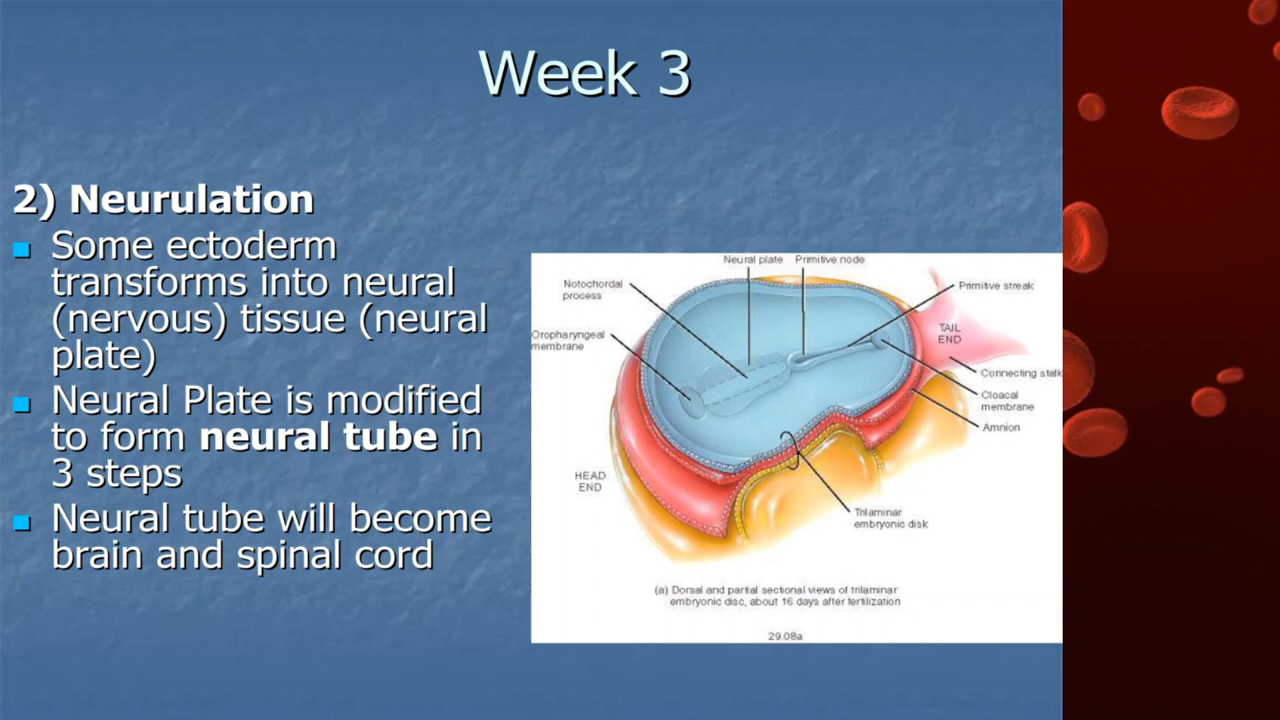 Week 3
2) Neurulation
Some ectoderm
transforms into neural
(nervous) tissue (neural
plate)
Neural Plate is modified
to form neural tube in
3 steps
Neural tube will become
brain and spinal cord
Neural plate
Primitive node
Notochordal
process
Primitive streak
Oropharyngeal
membrane
TAIL
END
Connecting stalk
Cloacal
membrane
Amnion
HEAD
END
Trilaminar
embryonic disk
(a) Dorsal and partial sectional views of trilaminar
embryonic disc, about 16 days after fertilization
29.08a